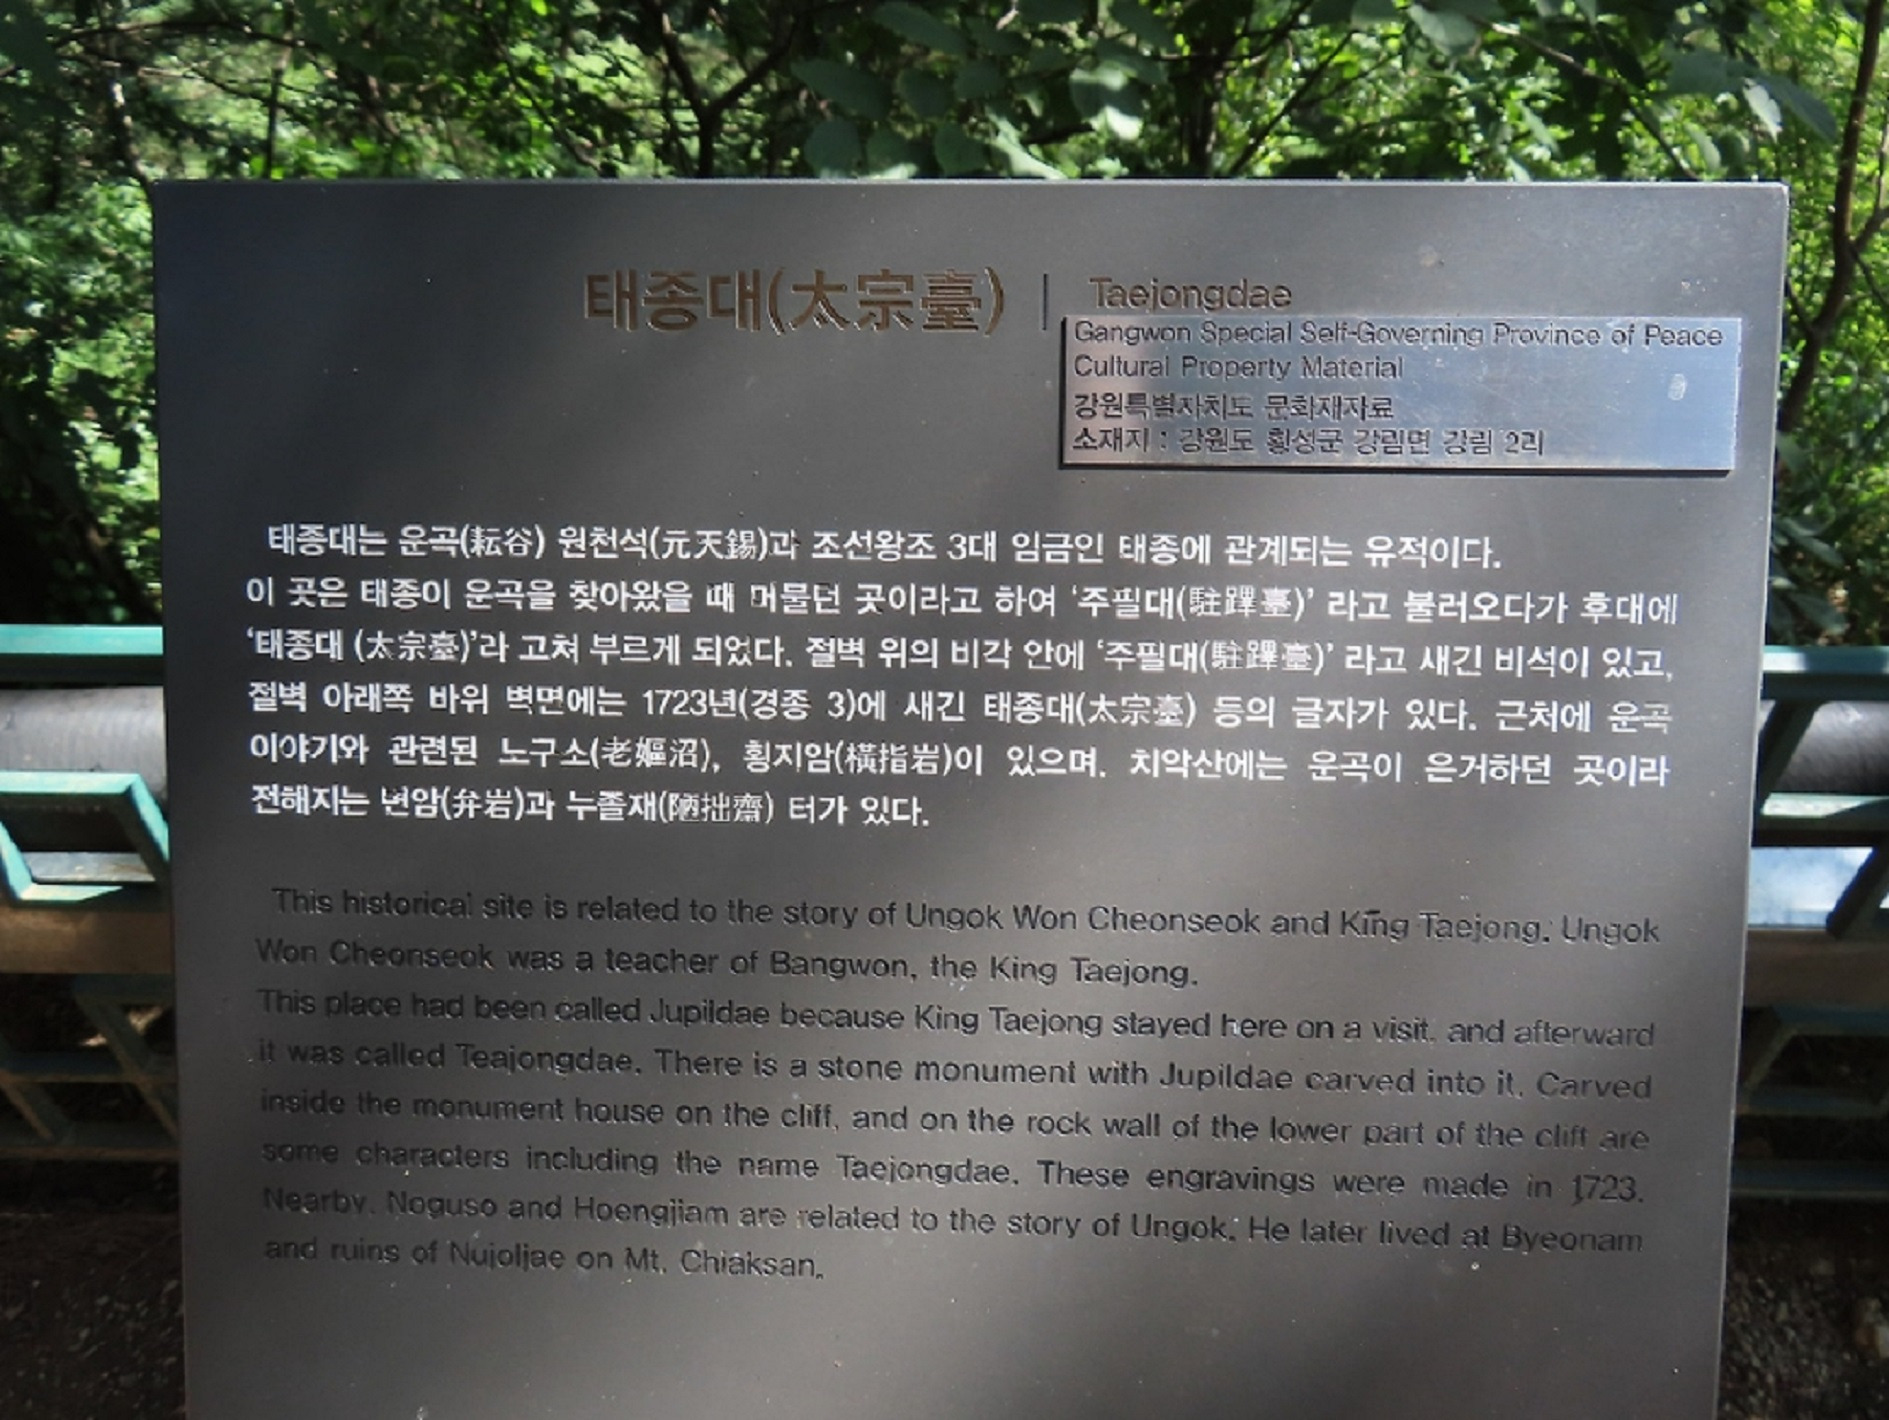 태종대(太宗臺) | Taejongdae
Gangwon Special Self-Governing Province of Peace
Cultural Property Material
강원특별자치도 문화재자료
소재지 : 강원도 횡성군 강림면 강림 2리
태종대는 운곡(耘谷) 원천석(元天錫)과 조선왕조 3대 임금인 태종에 관계되는 유적이다.
이 곳은 태종이 운곡을 찾아왔을 때 머물던 곳이라고 하여 ‘주필대(駐蹕臺)’ 라고 불러오다가 후대에
‘태종대 (太宗臺)’라 고쳐 부르게 되었다. 절벽 위의 비각 안에 ‘주필대(駐蹕臺)’ 라고 새긴 비석이 있고,
절벽 아래쪽 바위 벽면에는 1723년(경종 3)에 새긴 태종대(太宗臺) 등의 글자가 있다. 근처에 운곡
이야기와 관련된 노구소(老嫗沼), 횡지암(橫指岩)이 있으며. 치악산에는 운곡이 은거하던 곳이라
전해지는 변암(弁岩)과 누졸재(陋拙齋) 터가 있다.
This historical site is related to the story of Ungok Won Cheonseok and King Taejong. Ungok
Won Cheonseok was a teacher of Bangwon, the King Taejong.
This place had been called Jupildae because King Taejong stayed here on a visit, and afterward
it was called Teajongdae. There is a stone monument with Jupildae carved into it. Carved
inside the monument house on the cliff, and on the rock wall of the lower part of the cliff are
some characters including the name Taejongdae. These engravings were made in 1723.
Nearby, Noguso and Hoengjiam are related to the story of Ungok. He later lived at Byeonam
and ruins of Nujoljae on Mt. Chiaksan.